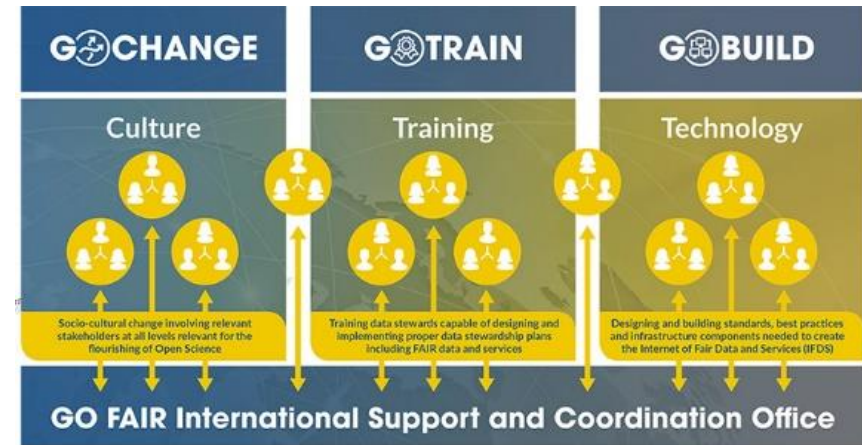 GO CHANGE
GO TRAIN
GO BUILD
Culture
Socio-cultural change involving relevant
stakeholders at all levels relevant for the
flourishing of Open Science
Training
Training data stewards capable of designing and
implementing proper data stewardship plans
including FAIR data and services
Technology
Designing and building standards, best practices
and infrastructure components needed to create
the Internet of Fair Data and Services (IFDS)
GO FAIR International Support and Coordination Office